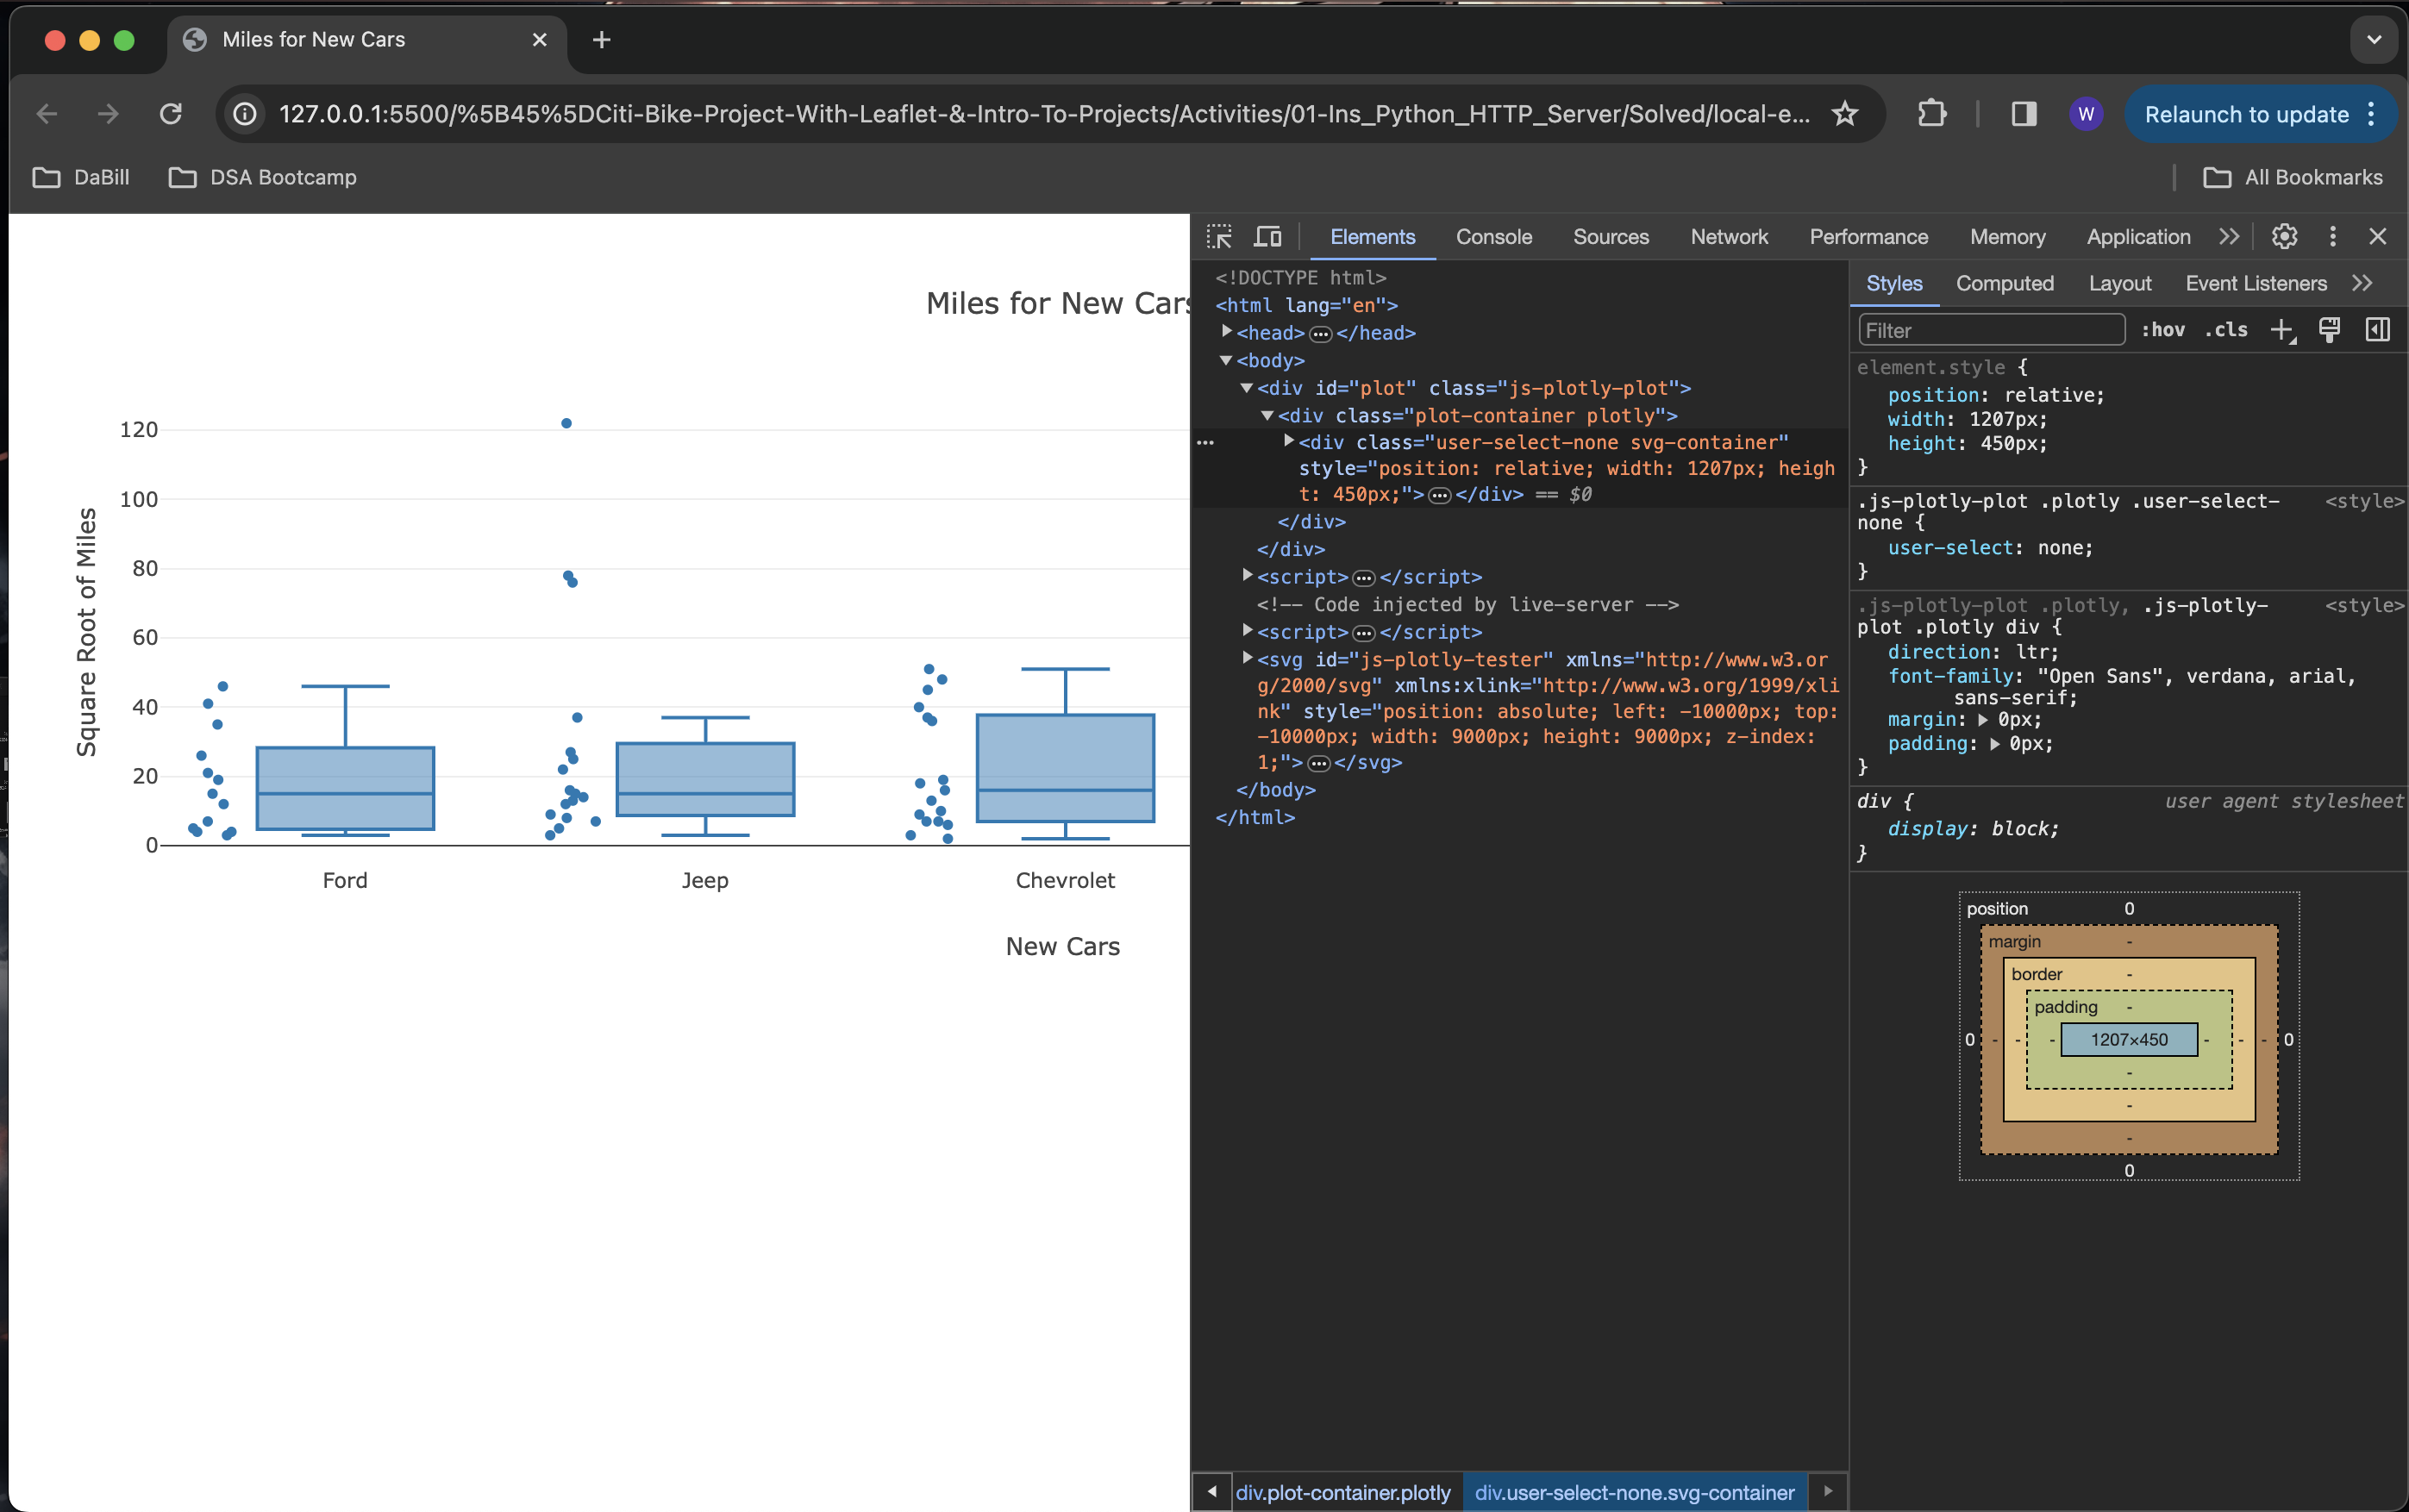 Miles for New Cars
127.0.0.1:5500/%5B45%5DCiti-Bike-Project-With-Leaflet-&-Intro-To-Projects/Activities/01-Ins_Python_HTTP_Server/Solved/local-e...
W
Relaunch to update
DaBill
DSA Bootcamp
All Bookmarks
Miles for New Cars
Square Root of Miles
120
100
80
60
40
20
0
Ford
Jeep
Chevrolet
New Cars
Elements
Console
Sources
Network
Performance
Memory
Application
<!DOCTYPE html>
<html lang="en">
<head>…</head>
<body>
<div id="plot" class="js-plotly-plot">
<div class="plot-container plotly">
<div class="user-select-none svg-container"
style="position: relative; width: 1207px; heigh
t: 450px;">…</div> == $0
</div>
</div>
<script>…</script>
<!-- Code injected by live-server -->
<script>…</script>
<svg id="js-plotly-tester" xmlns="http://www.w3.or
g/2000/svg" xmlns:xlink="http://www.w3.org/1999/xli
nk" style="position: absolute; left: -10000px; top:
-10000px; width: 9000px; height: 9000px; z-index:
1;">…</svg>
</body>
</html>
div.plot-container.plotly
div.user-select-none.svg-container
Styles
Computed
Layout
Event Listeners
Filter
:hov
.cls
element.style {
position: relative;
width: 1207px;
height: 450px;
}
.js-plotly-plot .plotly .user-select- <style>
none {
user-select: none;
}
.js-plotly-plot .plotly, .js-plotly- <style>
plot .plotly div {
direction: ltr;
font-family: "Open Sans", verdana, arial,
sans-serif;
margin: 0px;
padding: 0px;
}
div { user agent stylesheet
display: block;
}
position 0
margin -
border -
padding -
0 - - - 1207×450 - - - 0
-
-
-
0